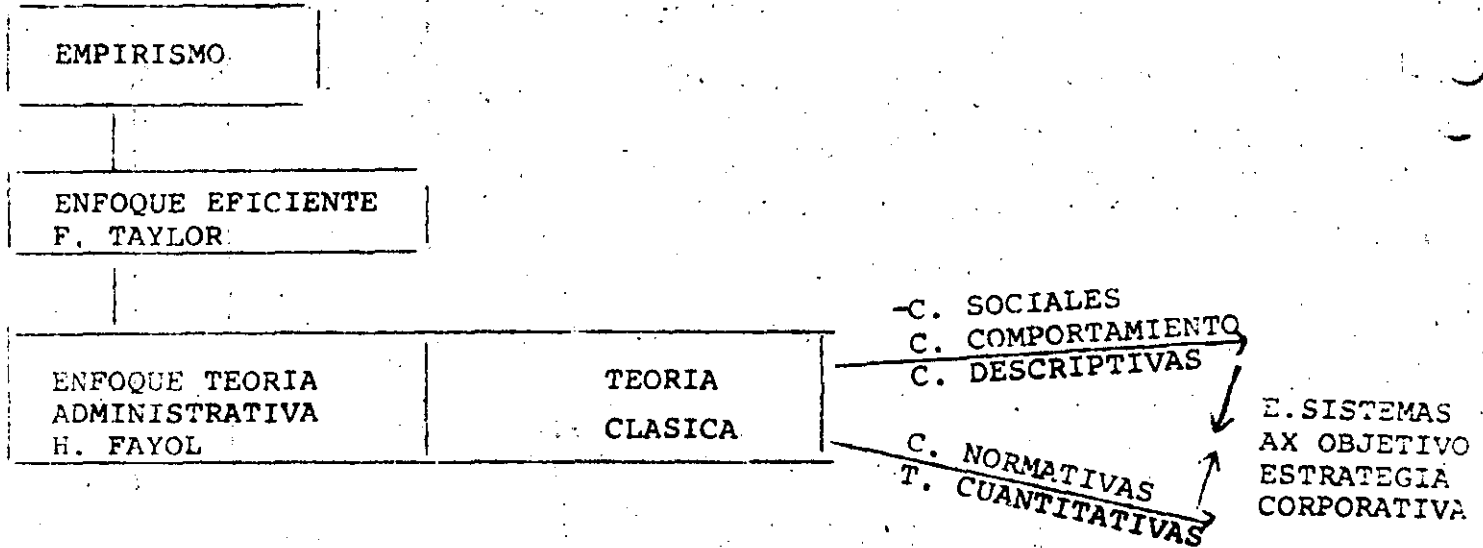 EMPIRISMO
ENFOQUE EFICIENTE
F. TAYLOR
ENFOQUE TEORIA
ADMINISTRATIVA
H. FAYOL
TEORIA
CLASICA
-C. SOCIALES
C. COMPORTAMIENTO
C. DESCRIPTIVAS
C. NORMATIVAS
T. CUANTITATIVAS
E.SISTEMAS
AX OBJETIVO
ESTRATEGIA
CORPORATIVA